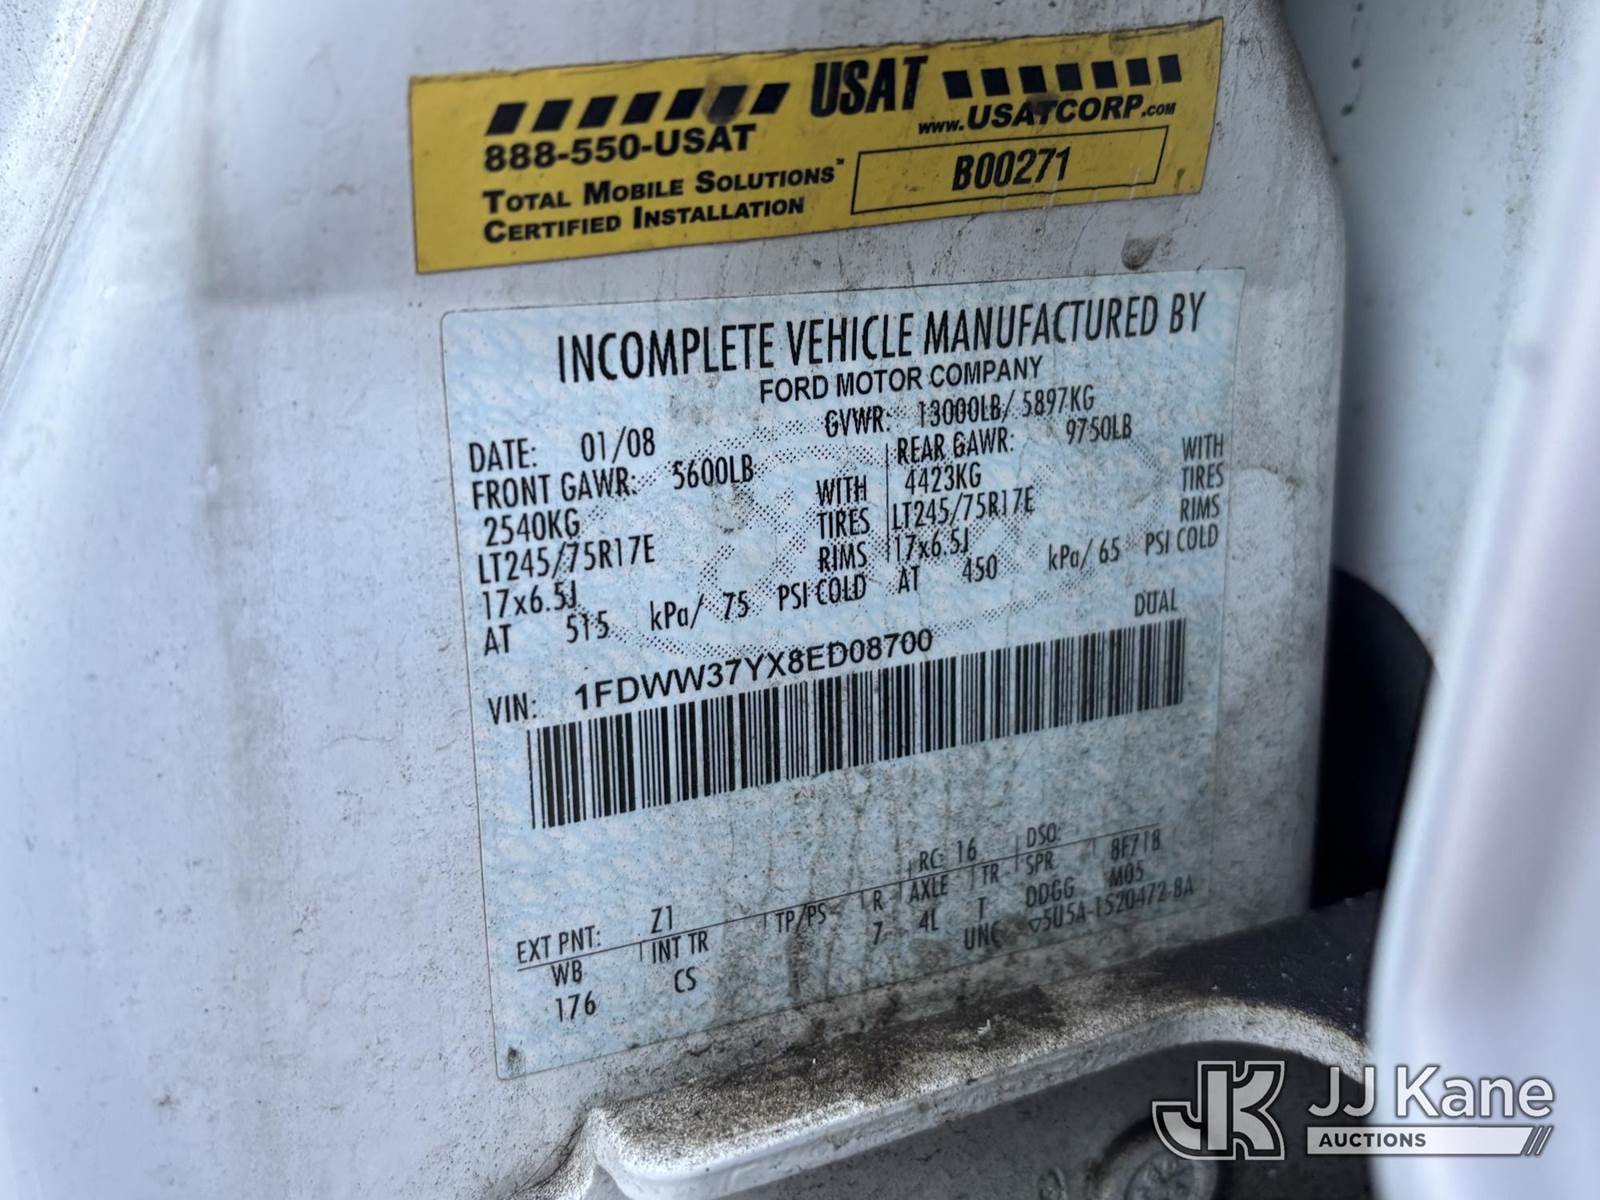 USAT
888-550-USAT
www.USATCORP.com
TOTAL MOBILE SOLUTIONS™
CERTIFIED INSTALLATION
B00271
INCOMPLETE VEHICLE MANUFACTURED BY
FORD MOTOR COMPANY
DATE: 01/08 GVWR: 13000LB/ 5897KG
FRONT GAWR: 5600LB REAR GAWR: 9750LB
2540KG WITH 4423KG WITH
LT245/75R17E TIRES LT245/75R17E TIRES
17x6.5J RIMS 17x6.5J RIMS
AT 515 kPa/ 75 PSI COLD AT 450 kPa/ 65 PSI COLD
DUAL
VIN: 1FDWW37YX8ED08700
EXT PNT: Z1 RC: 16 DSO:
WB INT TR TP/PS R AXLE TR SPR 8F718
176 CS 7 4L T DDGG M05
UNC ▽5U5A-1520472-BA
JK JJ Kane
AUCTIONS